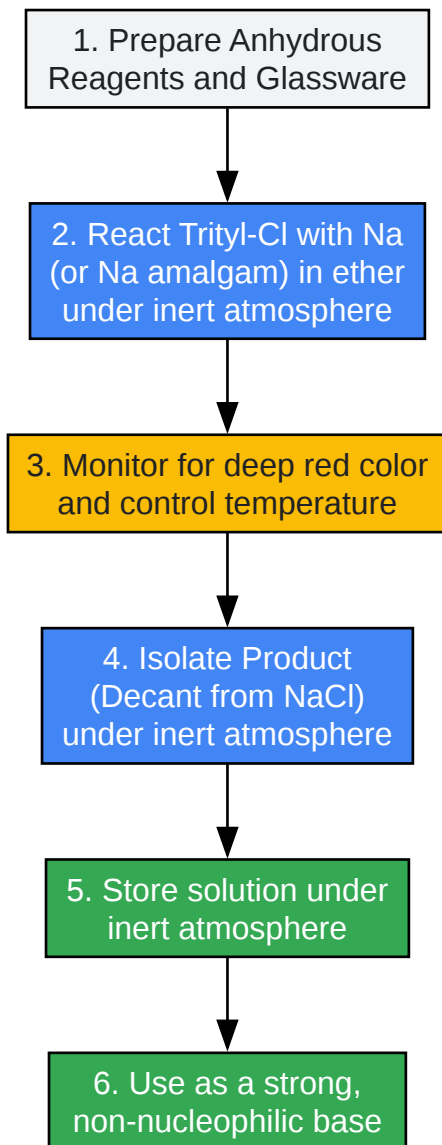 1. Prepare Anhydrous
Reagents and Glassware
2. React Trityl-Cl with Na
(or Na amalgam) in ether
under inert atmosphere
3. Monitor for deep red color
and control temperature
4. Isolate Product
(Decant from NaCl)
under inert atmosphere
5. Store solution under
inert atmosphere
6. Use as a strong,
non-nucleophilic base